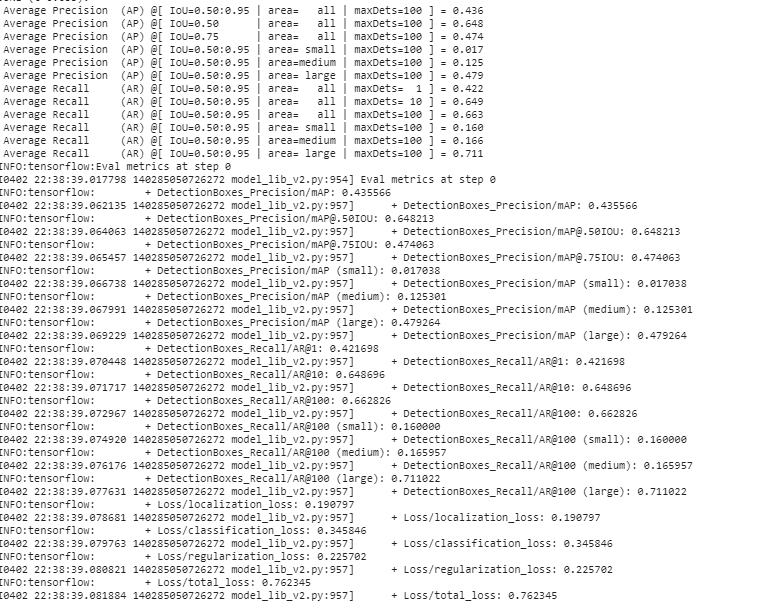 Average Precision  (AP) @[ IoU=0.50:0.95 | area=   all | maxDets=100 ] = 0.436
Average Precision  (AP) @[ IoU=0.50      | area=   all | maxDets=100 ] = 0.648
Average Precision  (AP) @[ IoU=0.75      | area=   all | maxDets=100 ] = 0.474
Average Precision  (AP) @[ IoU=0.50:0.95 | area= small | maxDets=100 ] = 0.017
Average Precision  (AP) @[ IoU=0.50:0.95 | area=medium | maxDets=100 ] = 0.125
Average Precision  (AP) @[ IoU=0.50:0.95 | area= large | maxDets=100 ] = 0.479
Average Recall     (AR) @[ IoU=0.50:0.95 | area=   all | maxDets=  1 ] = 0.422
Average Recall     (AR) @[ IoU=0.50:0.95 | area=   all | maxDets= 10 ] = 0.649
Average Recall     (AR) @[ IoU=0.50:0.95 | area=   all | maxDets=100 ] = 0.663
Average Recall     (AR) @[ IoU=0.50:0.95 | area= small | maxDets=100 ] = 0.160
Average Recall     (AR) @[ IoU=0.50:0.95 | area=medium | maxDets=100 ] = 0.166
Average Recall     (AR) @[ IoU=0.50:0.95 | area= large | maxDets=100 ] = 0.711
INFO:tensorflow:Eval metrics at step 0
I0402 22:38:39.017798 140285050726272 model_lib_v2.py:954] Eval metrics at step 0
INFO:tensorflow:        + DetectionBoxes_Precision/mAP: 0.435566
I0402 22:38:39.062135 140285050726272 model_lib_v2.py:957]      + DetectionBoxes_Precision/mAP: 0.435566
INFO:tensorflow:        + DetectionBoxes_Precision/mAP@.50IOU: 0.648213
I0402 22:38:39.064063 140285050726272 model_lib_v2.py:957]      + DetectionBoxes_Precision/mAP@.50IOU: 0.648213
INFO:tensorflow:        + DetectionBoxes_Precision/mAP@.75IOU: 0.474063
I0402 22:38:39.065457 140285050726272 model_lib_v2.py:957]      + DetectionBoxes_Precision/mAP@.75IOU: 0.474063
INFO:tensorflow:        + DetectionBoxes_Precision/mAP (small): 0.017038
I0402 22:38:39.066738 140285050726272 model_lib_v2.py:957]      + DetectionBoxes_Precision/mAP (small): 0.017038
INFO:tensorflow:        + DetectionBoxes_Precision/mAP (medium): 0.125301
I0402 22:38:39.067991 140285050726272 model_lib_v2.py:957]      + DetectionBoxes_Precision/mAP (medium): 0.125301
INFO:tensorflow:        + DetectionBoxes_Precision/mAP (large): 0.479264
I0402 22:38:39.069229 140285050726272 model_lib_v2.py:957]      + DetectionBoxes_Precision/mAP (large): 0.479264
INFO:tensorflow:        + DetectionBoxes_Recall/AR@1: 0.421698
I0402 22:38:39.070448 140285050726272 model_lib_v2.py:957]      + DetectionBoxes_Recall/AR@1: 0.421698
INFO:tensorflow:        + DetectionBoxes_Recall/AR@10: 0.648696
I0402 22:38:39.071717 140285050726272 model_lib_v2.py:957]      + DetectionBoxes_Recall/AR@10: 0.648696
INFO:tensorflow:        + DetectionBoxes_Recall/AR@100: 0.662826
I0402 22:38:39.072967 140285050726272 model_lib_v2.py:957]      + DetectionBoxes_Recall/AR@100: 0.662826
INFO:tensorflow:        + DetectionBoxes_Recall/AR@100 (small): 0.160000
I0402 22:38:39.074920 140285050726272 model_lib_v2.py:957]      + DetectionBoxes_Recall/AR@100 (small): 0.160000
INFO:tensorflow:        + DetectionBoxes_Recall/AR@100 (medium): 0.165957
I0402 22:38:39.076176 140285050726272 model_lib_v2.py:957]      + DetectionBoxes_Recall/AR@100 (medium): 0.165957
INFO:tensorflow:        + DetectionBoxes_Recall/AR@100 (large): 0.711022
I0402 22:38:39.077631 140285050726272 model_lib_v2.py:957]      + DetectionBoxes_Recall/AR@100 (large): 0.711022
INFO:tensorflow:        + Loss/localization_loss: 0.190797
I0402 22:38:39.078681 140285050726272 model_lib_v2.py:957]      + Loss/localization_loss: 0.190797
INFO:tensorflow:        + Loss/classification_loss: 0.345846
I0402 22:38:39.079763 140285050726272 model_lib_v2.py:957]      + Loss/classification_loss: 0.345846
INFO:tensorflow:        + Loss/regularization_loss: 0.225702
I0402 22:38:39.080821 140285050726272 model_lib_v2.py:957]      + Loss/regularization_loss: 0.225702
INFO:tensorflow:        + Loss/total_loss: 0.762345
I0402 22:38:39.081884 140285050726272 model_lib_v2.py:957]      + Loss/total_loss: 0.762345